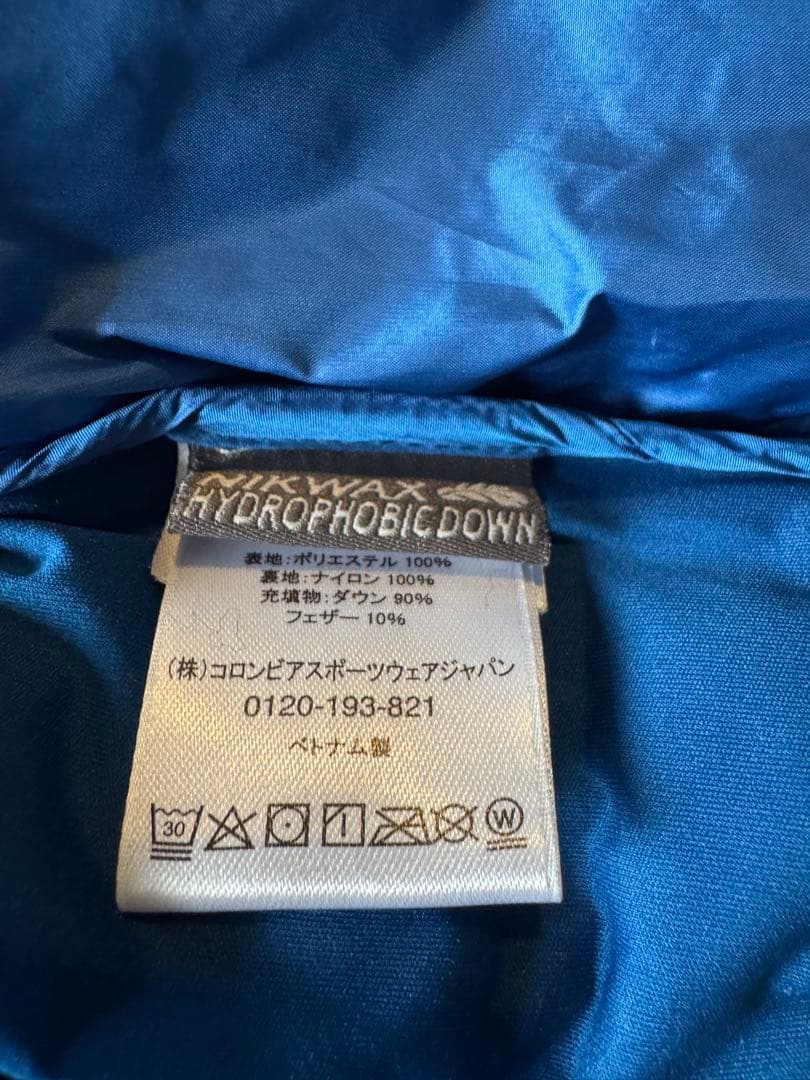 NIKWAX
HYDROPHOBIC DOWN
表地:ポリエステル 100%
裏地:ナイロン 100%
充填物:ダウン 90%
フェザー 10%
(株)コロンビアスポーツウェアジャパン
0120-193-821
ベトナム製
30
W